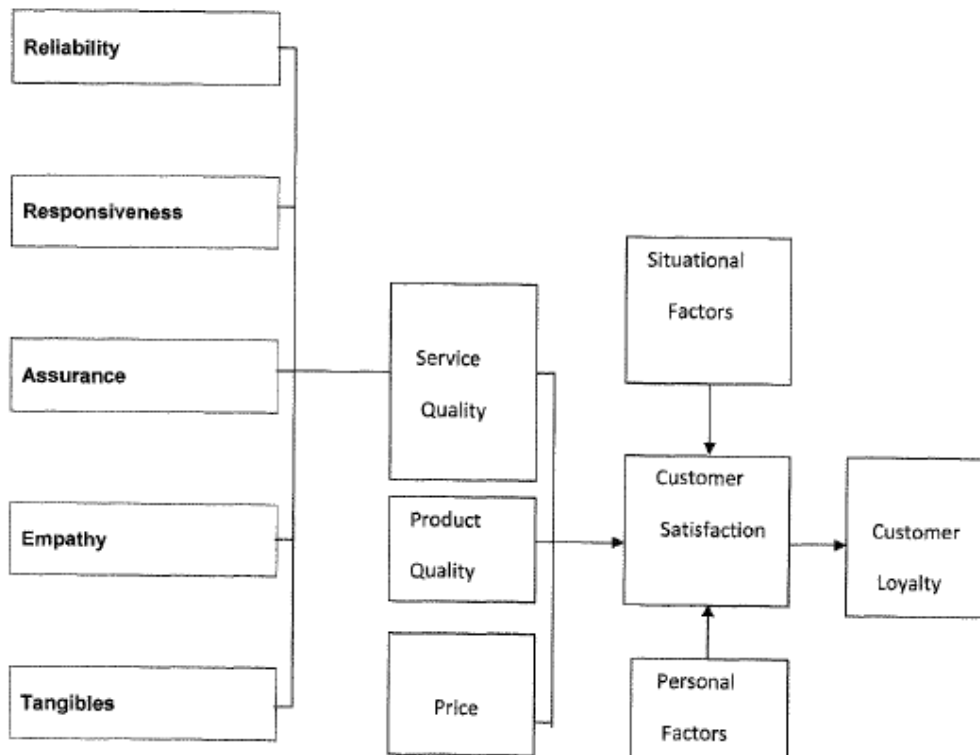 Reliability
Responsiveness
Assurance
Empathy
Tangibles
Service
Quality
Product
Quality
Price
Situational
Factors
Customer
Satisfaction
Personal
Factors
Customer
Loyalty